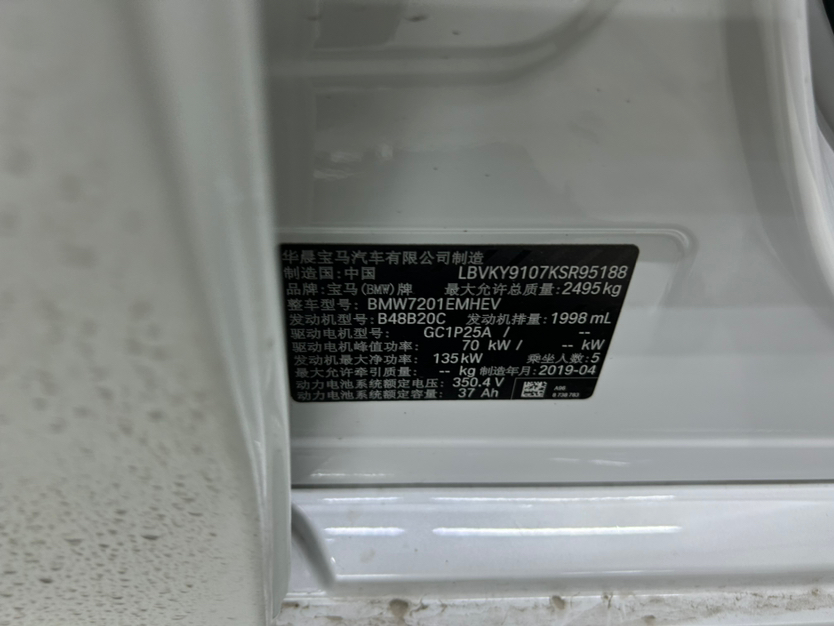 华晨宝马汽车有限公司制造
制造国:中国 LBVKY9107KSR95188
品牌:宝马(BMW)牌 最大允许总质量:2495kg
整车型号: BMW7201EMHEV
发动机型号:B48B20C 发动机排量:1998 mL
驱动电机型号: GC1P25A / --
驱动电机峰值功率: 70 kW / -- kW
发动机最大净功率: 135kW 乘坐人数:5
最大允许牵引质量: -- kg 制造年月:2019-04
动力电池系统额定电压: 350.4 V
动力电池系统额定容量: 37 Ah